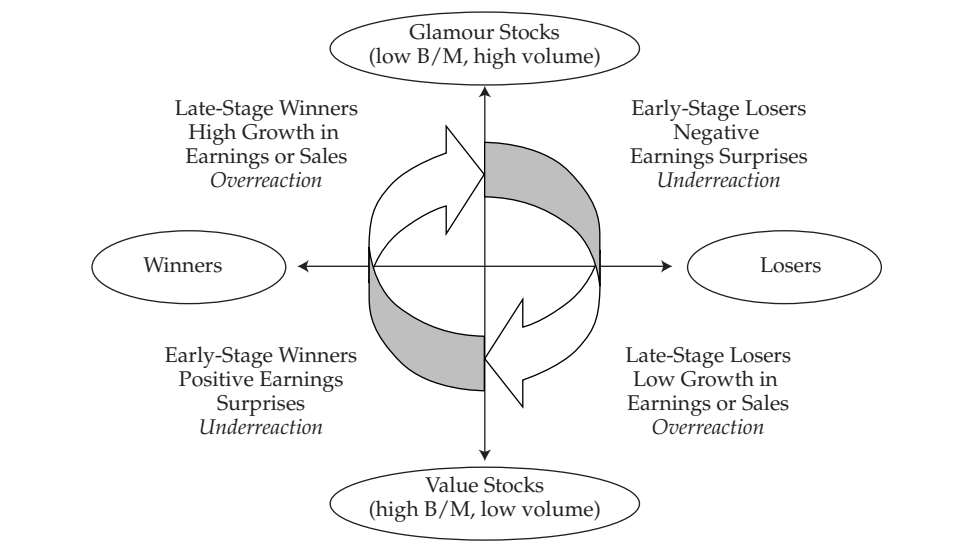 Glamour Stocks
(low B/M, high volume)
Late-Stage Winners
High Growth in
Earnings or Sales
Overreaction
Early-Stage Losers
Negative
Earnings Surprises
Underreaction
Winners
Losers
Early-Stage Winners
Positive Earnings
Surprises
Underreaction
Late-Stage Losers
Low Growth in
Earnings or Sales
Overreaction
Value Stocks
(high B/M, low volume)